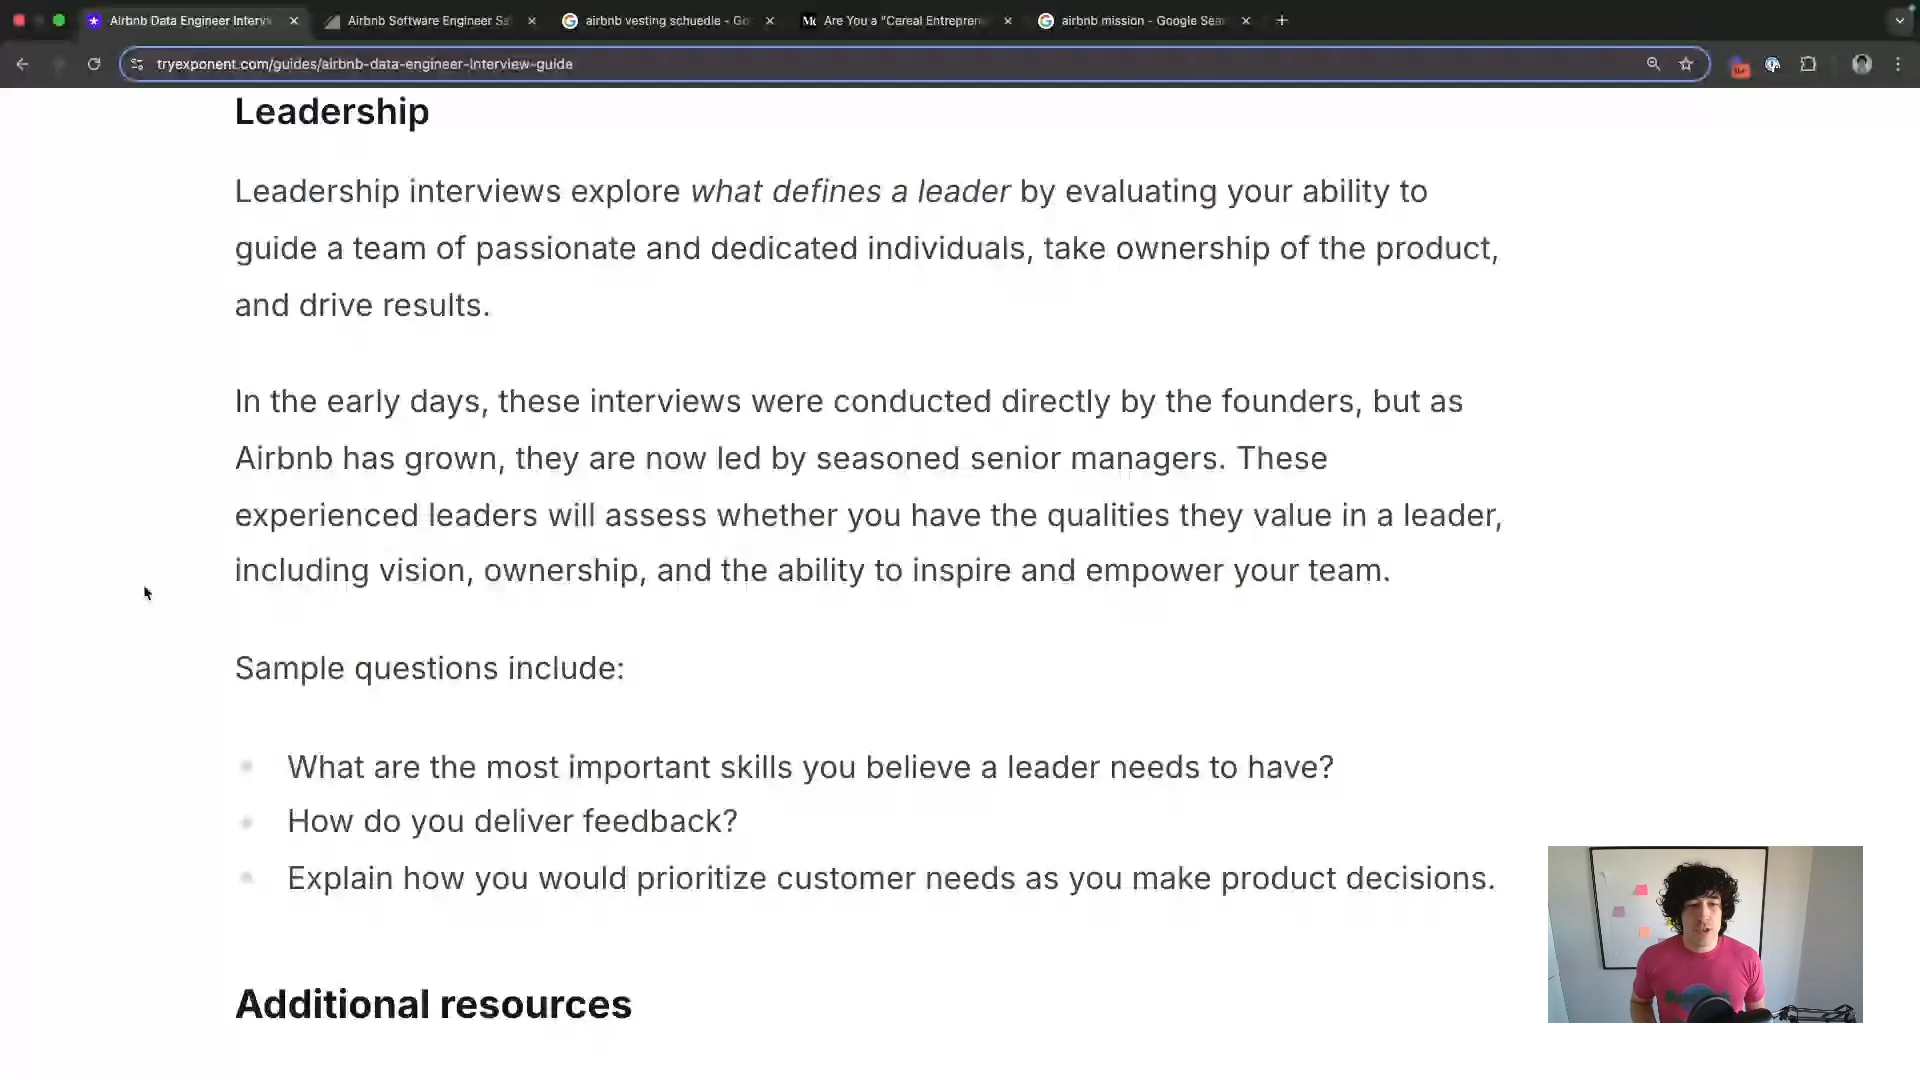 Airbnb Data Engineer Interv
Airbnb Software Engineer Sa
airbnb vesting schuedle - Go
Are You a "Cereal Entrepren
airbnb mission - Google Sear
tryexponent.com/guides/airbnb-data-engineer-interview-guide
Leadership
Leadership interviews explore what defines a leader by evaluating your ability to
guide a team of passionate and dedicated individuals, take ownership of the product,
and drive results.
In the early days, these interviews were conducted directly by the founders, but as
Airbnb has grown, they are now led by seasoned senior managers. These
experienced leaders will assess whether you have the qualities they value in a leader,
including vision, ownership, and the ability to inspire and empower your team.
Sample questions include:
What are the most important skills you believe a leader needs to have?
How do you deliver feedback?
Explain how you would prioritize customer needs as you make product decisions.
Additional resources